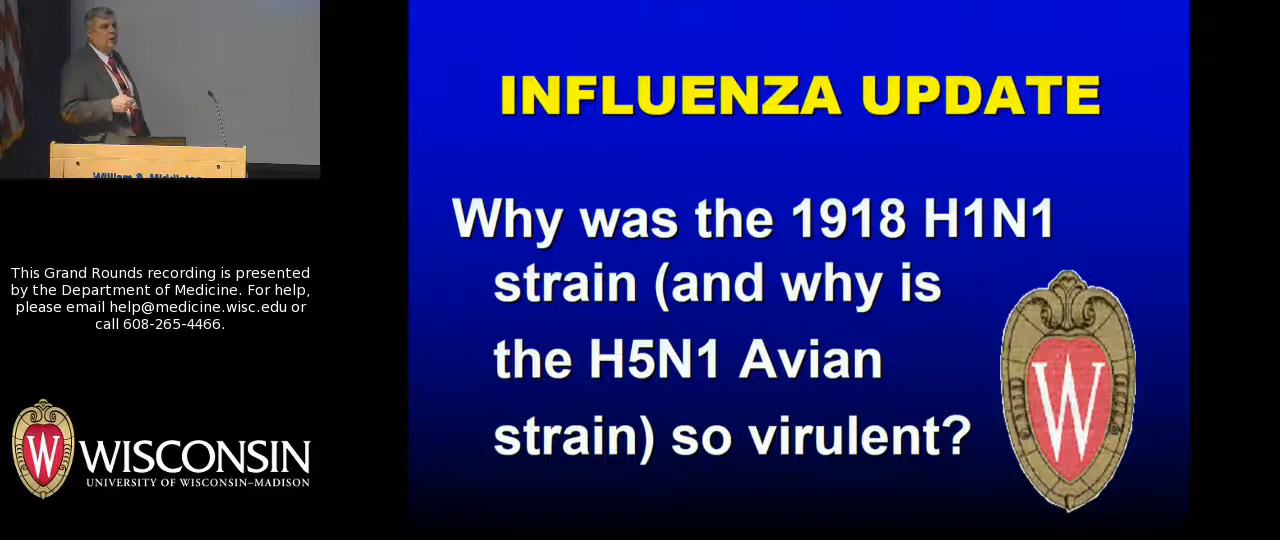 INFLUENZA UPDATE
Why was the 1918 H1N1
strain (and why is
the H5N1 Avian
strain) so virulent?
W
William S. Middleton
This Grand Rounds recording is presented
by the Department of Medicine. For help,
please email help@medicine.wisc.edu or
call 608-265-4466.
W
WISCONSIN
UNIVERSITY OF WISCONSIN–MADISON